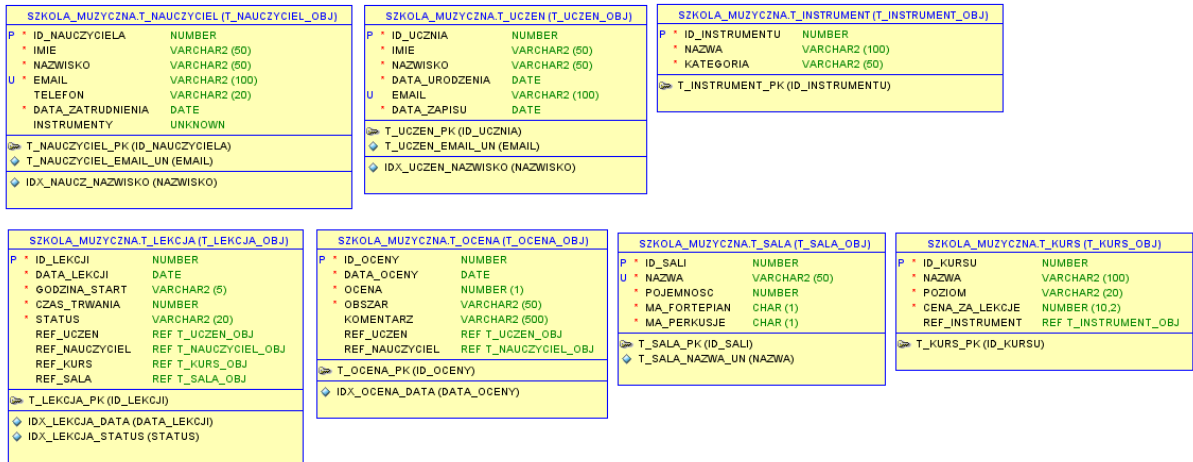 SZKOLA_MUZYCZNA.T_NAUCZYCIEL (T_NAUCZYCIEL_OBJ)
P * ID_NAUCZYCIELA NUMBER
* IMIE VARCHAR2 (50)
* NAZWISKO VARCHAR2 (50)
U * EMAIL VARCHAR2 (100)
TELEFON VARCHAR2 (20)
* DATA_ZATRUDNIENIA DATE
INSTRUMENTY UNKNOWN
T_NAUCZYCIEL_PK (ID_NAUCZYCIELA)
T_NAUCZYCIEL_EMAIL_UN (EMAIL)
IDX_NAUCZ_NAZWISKO (NAZWISKO)
SZKOLA_MUZYCZNA.T_UCZEN (T_UCZEN_OBJ)
P * ID_UCZNIA NUMBER
* IMIE VARCHAR2 (50)
* NAZWISKO VARCHAR2 (50)
* DATA_URODZENIA DATE
U EMAIL VARCHAR2 (100)
* DATA_ZAPISU DATE
T_UCZEN_PK (ID_UCZNIA)
T_UCZEN_EMAIL_UN (EMAIL)
IDX_UCZEN_NAZWISKO (NAZWISKO)
SZKOLA_MUZYCZNA.T_INSTRUMENT (T_INSTRUMENT_OBJ)
P * ID_INSTRUMENTU NUMBER
* NAZWA VARCHAR2 (100)
* KATEGORIA VARCHAR2 (50)
T_INSTRUMENT_PK (ID_INSTRUMENTU)
SZKOLA_MUZYCZNA.T_LEKCJA (T_LEKCJA_OBJ)
P * ID_LEKCJI NUMBER
* DATA_LEKCJI DATE
* GODZINA_START VARCHAR2 (5)
* CZAS_TRWANIA NUMBER
* STATUS VARCHAR2 (20)
REF_UCZEN REF T_UCZEN_OBJ
REF_NAUCZYCIEL REF T_NAUCZYCIEL_OBJ
REF_KURS REF T_KURS_OBJ
REF_SALA REF T_SALA_OBJ
T_LEKCJA_PK (ID_LEKCJI)
IDX_LEKCJA_DATA (DATA_LEKCJI)
IDX_LEKCJA_STATUS (STATUS)
SZKOLA_MUZYCZNA.T_OCENA (T_OCENA_OBJ)
P * ID_OCENY NUMBER
* DATA_OCENY DATE
* OCENA NUMBER (1)
* OBSZAR VARCHAR2 (50)
KOMENTARZ VARCHAR2 (500)
REF_UCZEN REF T_UCZEN_OBJ
REF_NAUCZYCIEL REF T_NAUCZYCIEL_OBJ
T_OCENA_PK (ID_OCENY)
IDX_OCENA_DATA (DATA_OCENY)
SZKOLA_MUZYCZNA.T_SALA (T_SALA_OBJ)
P * ID_SALI NUMBER
U * NAZWA VARCHAR2 (50)
* POJEMNOSC NUMBER
* MA_FORTEPIAN CHAR (1)
* MA_PERKUSJE CHAR (1)
T_SALA_PK (ID_SALI)
T_SALA_NAZWA_UN (NAZWA)
SZKOLA_MUZYCZNA.T_KURS (T_KURS_OBJ)
P * ID_KURSU NUMBER
* NAZWA VARCHAR2 (100)
* POZIOM VARCHAR2 (20)
* CENA_ZA_LEKCJE NUMBER (10,2)
REF_INSTRUMENT REF T_INSTRUMENT_OBJ
T_KURS_PK (ID_KURSU)